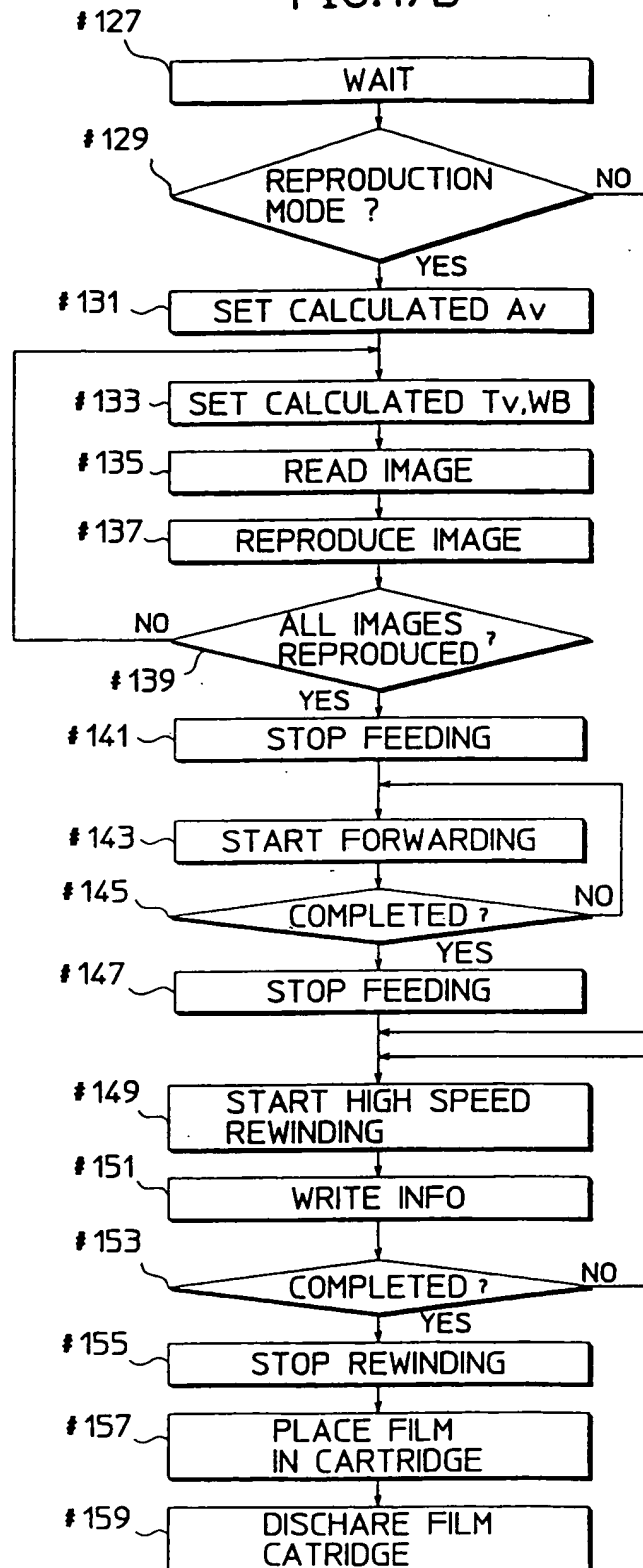 #127
WAIT
#129
REPRODUCTION
MODE ?
NO
YES
#131
SET CALCULATED Av
#133
SET CALCULATED Tv,WB
#135
READ IMAGE
#137
REPRODUCE IMAGE
NO
ALL IMAGES
REPRODUCED ?
#139
YES
#141
STOP FEEDING
#143
START FORWARDING
#145
COMPLETED ?
NO
YES
#147
STOP FEEDING
#149
START HIGH SPEED
REWINDING
#151
WRITE INFO
#153
COMPLETED ?
NO
YES
#155
STOP REWINDING
#157
PLACE FILM
IN CARTRIDGE
#159
DISCHARE FILM
CATRIDGE